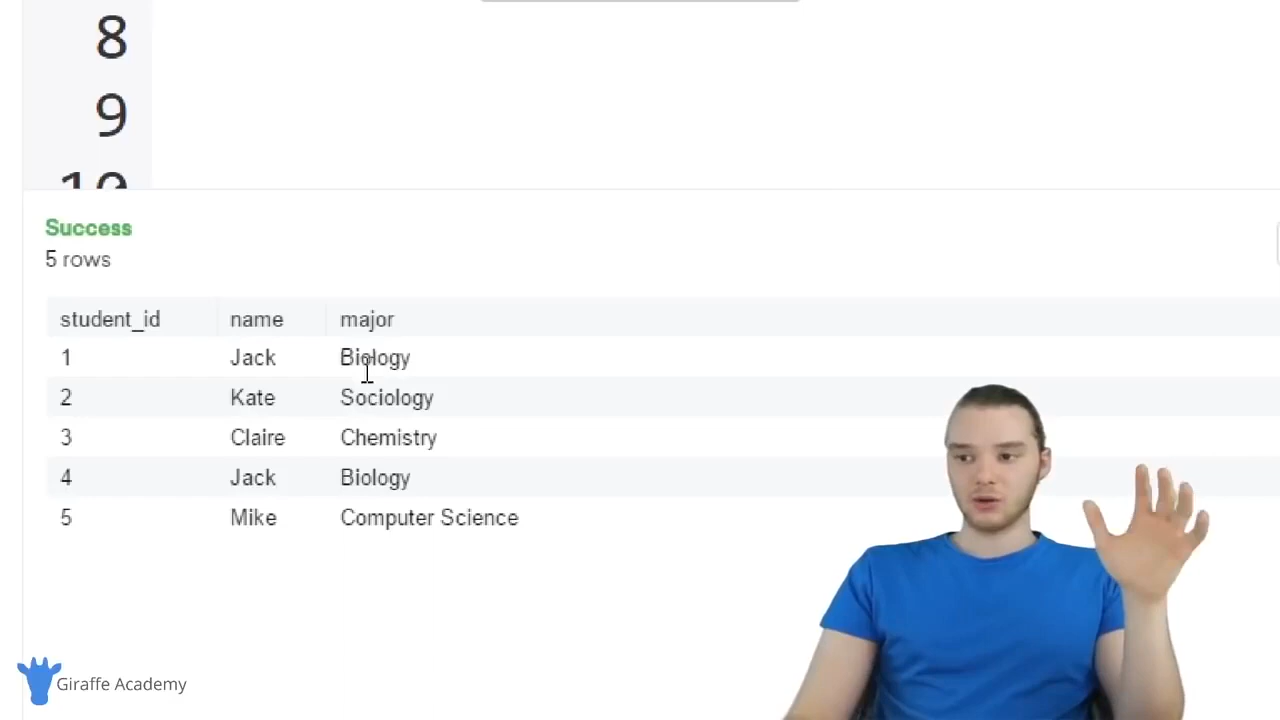 8
9
10
Success
5 rows
student_id name major
1 Jack Biology
2 Kate Sociology
3 Claire Chemistry
4 Jack Biology
5 Mike Computer Science
Giraffe Academy